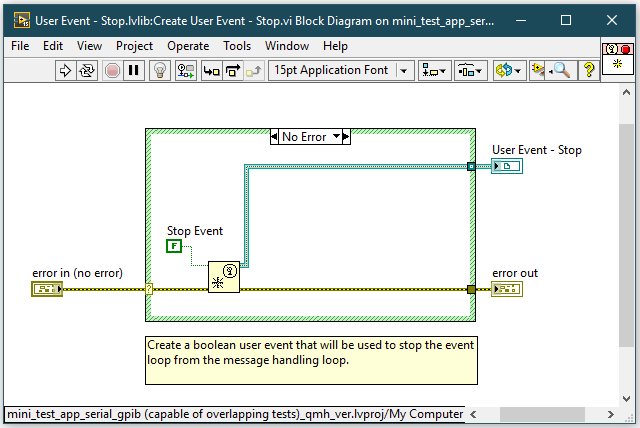 User Event - Stop.lvlib:Create User Event - Stop.vi Block Diagram on mini_test_app_ser...
File Edit View Project Operate Tools Window Help
15pt Application Font
No Error
User Event - Stop
Stop Event
F
error in (no error)
?
error out
Create a boolean user event that will be used to stop the event
loop from the message handling loop.
mini_test_app_serial_gpib (capable of overlapping tests)_qmh_ver.lvproj/My Computer